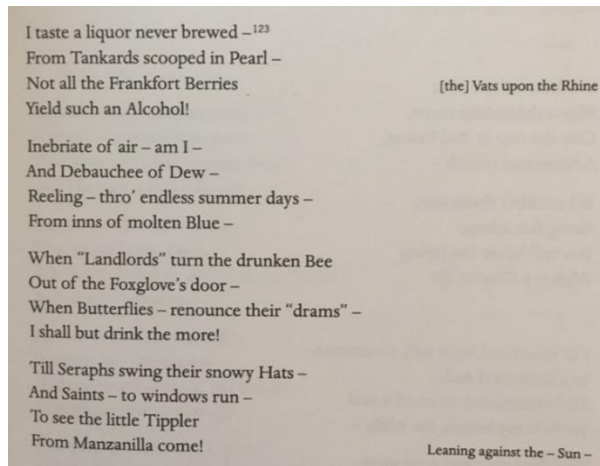 I taste a liquor never brewed –¹²³
From Tankards scooped in Pearl –
Not all the Frankfort Berries [the] Vats upon the Rhine
Yield such an Alcohol!
Inebriate of air – am I –
And Debauchee of Dew –
Reeling – thro' endless summer days –
From inns of molten Blue –
When "Landlords" turn the drunken Bee
Out of the Foxglove's door –
When Butterflies – renounce their "drams" –
I shall but drink the more!
Till Seraphs swing their snowy Hats –
And Saints – to windows run –
To see the little Tippler
From Manzanilla come! Leaning against the – Sun –